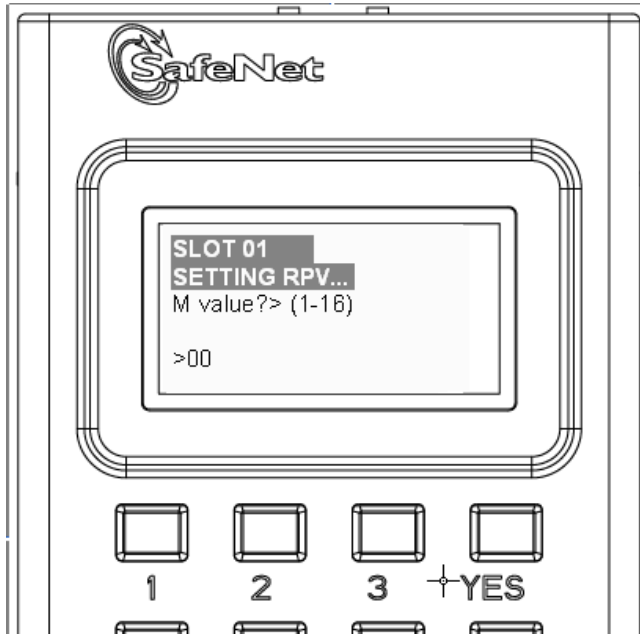 SafeNet
SLOT 01
SETTING RPV...
M value?> (1-16)
>00
1 2 3 YES